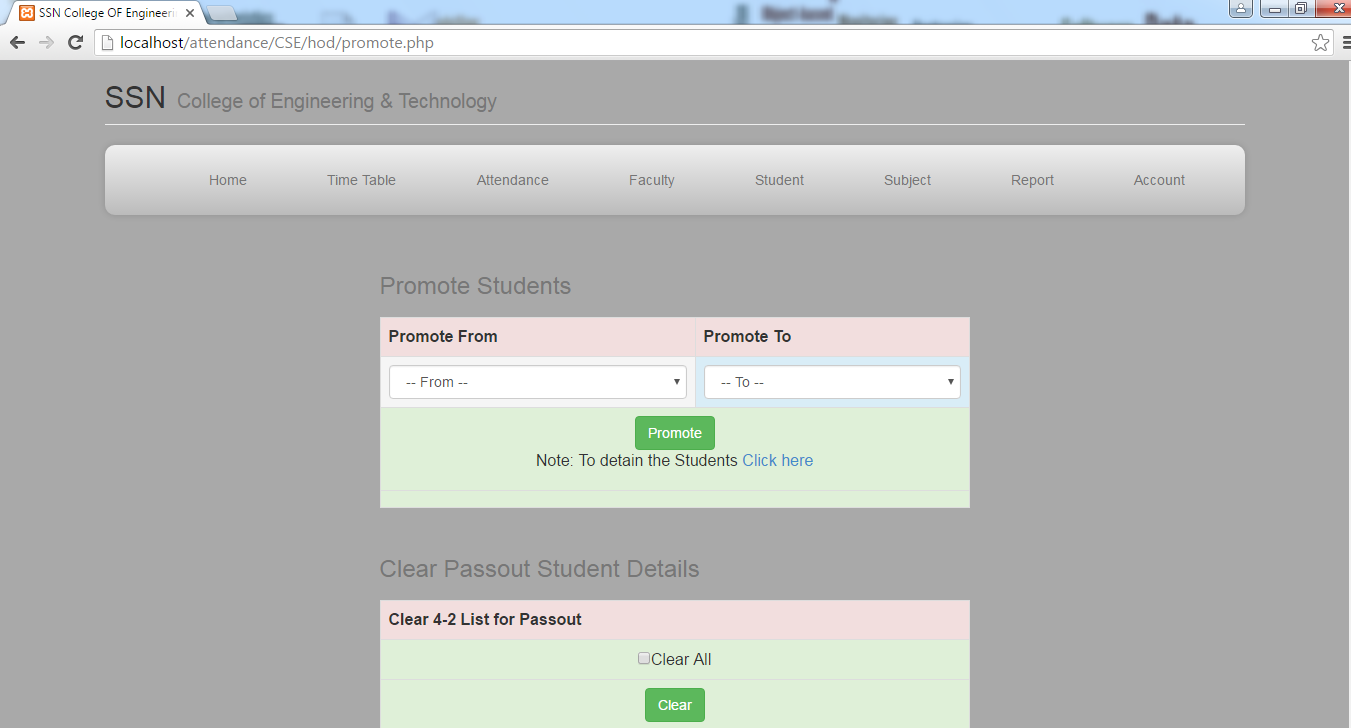 SSN College OF Engineeri
localhost/attendance/CSE/hod/promote.php
SSN College of Engineering & Technology
Home Time Table Attendance Faculty Student Subject Report Account
Promote Students
Promote From Promote To
-- From -- -- To --
Promote
Note: To detain the Students Click here
Clear Passout Student Details
Clear 4-2 List for Passout
Clear All
Clear